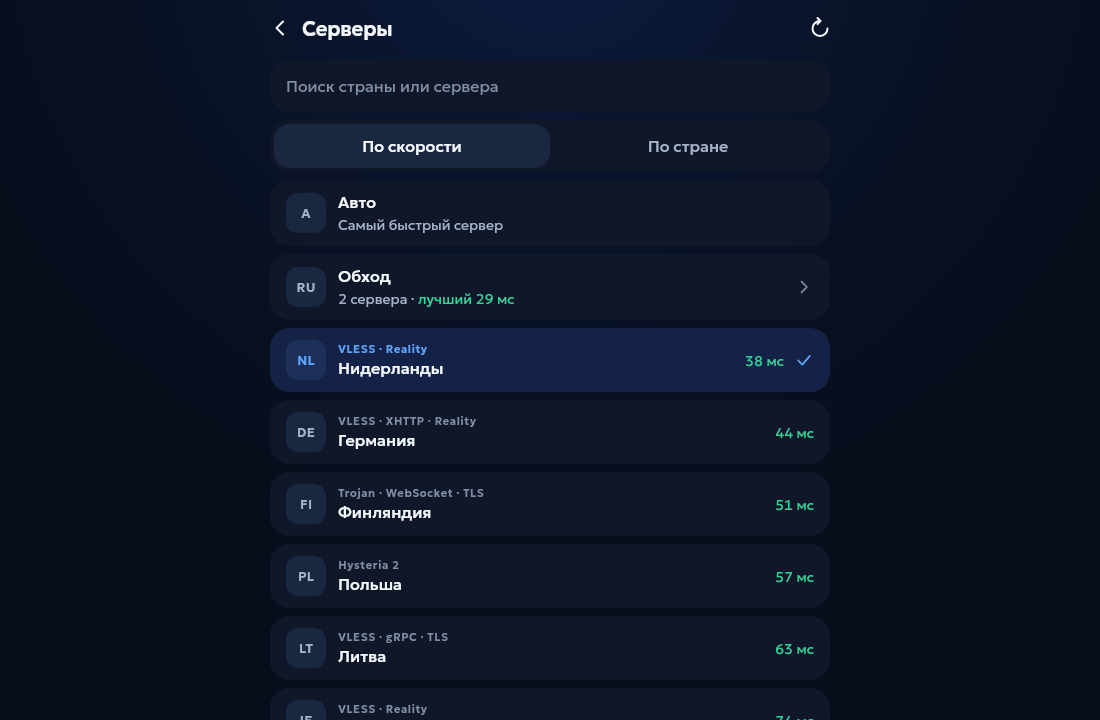 Серверы
Поиск страны или сервера
По скорости
По стране
A
Авто
Самый быстрый сервер
RU
Обход
2 сервера · лучший 29 мс
NL
VLESS · Reality
Нидерланды
38 мс
DE
VLESS · XHTTP · Reality
Германия
44 мс
FI
Trojan · WebSocket · TLS
Финляндия
51 мс
PL
Hysteria 2
Польша
57 мс
LT
VLESS · gRPC · TLS
Литва
63 мс
VLESS · Reality